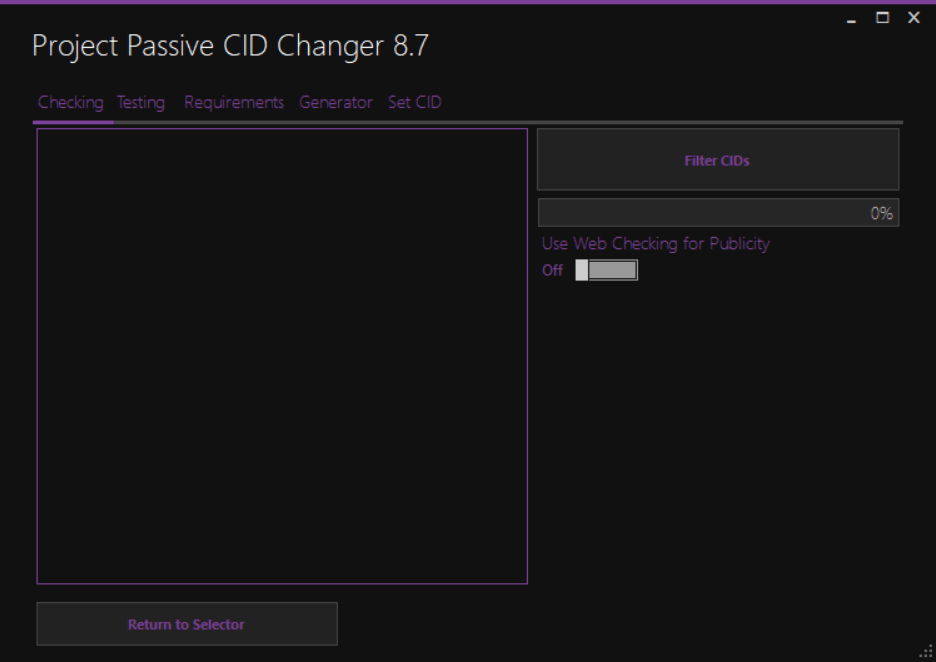 Project Passive CID Changer 8.7
Checking Testing Requirements Generator Set CID
Filter CIDs
0%
Use Web Checking for Publicity
Off
Return to Selector